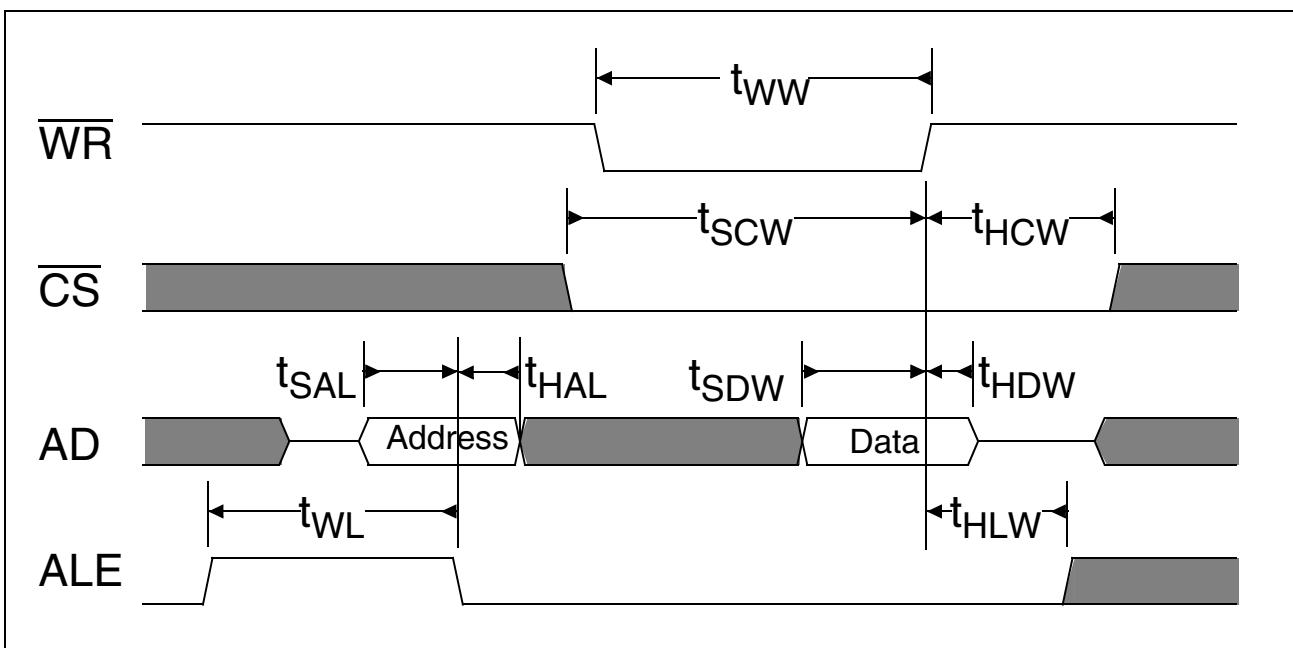 tWW
WR
tSCW
tHCW
CS
tSAL
tHAL
tSDW
tHDW
AD
Address
Data
tWL
tHLW
ALE